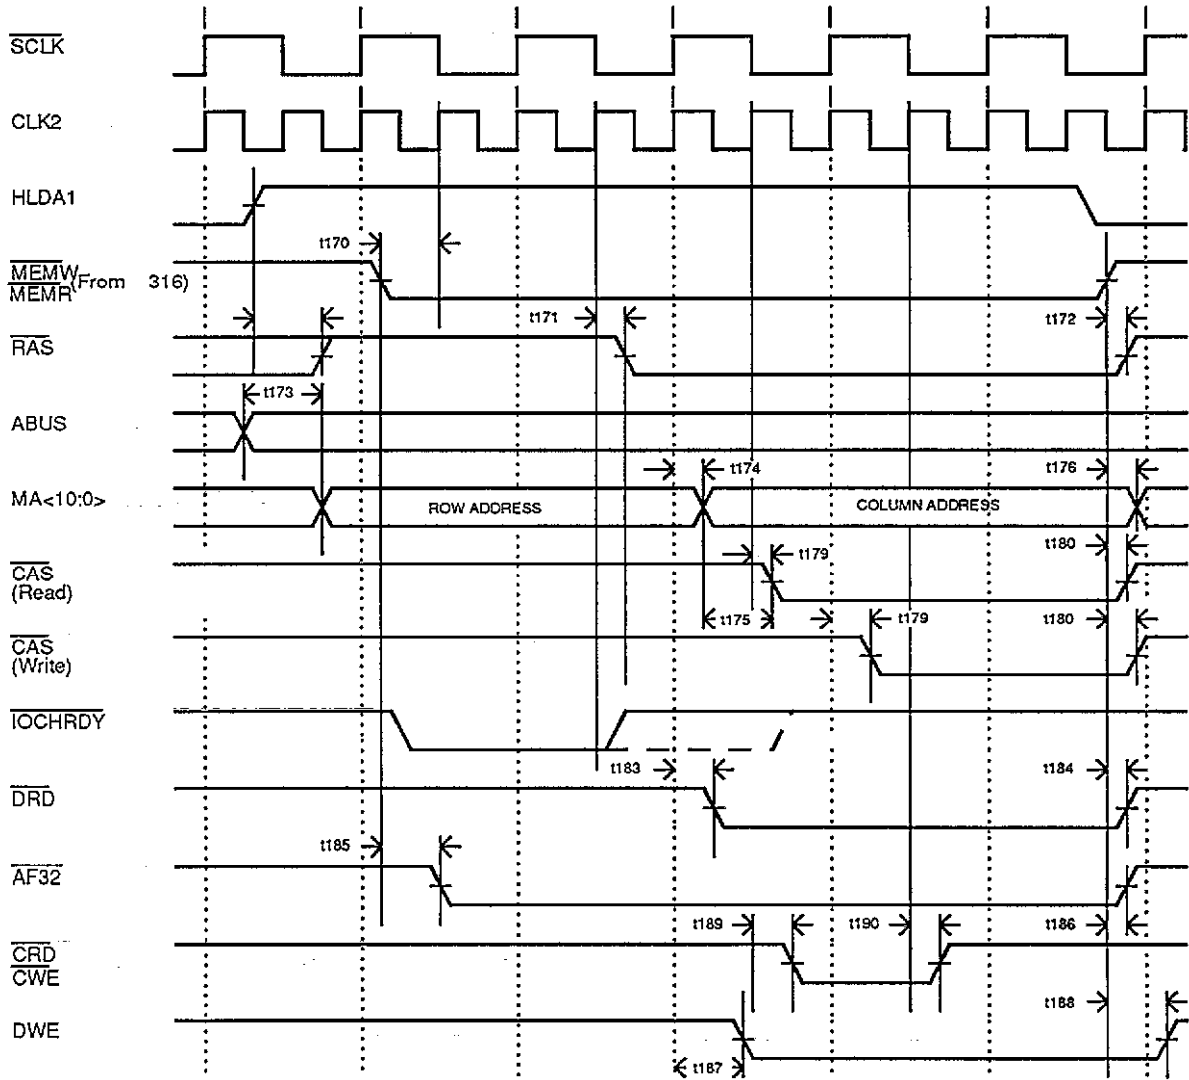 SCLK
CLK2
HLDA1
t170
MEMW
MEMR (From 316)
t171
t172
RAS
t173
ABUS
t174
t176
MA<10:0>
ROW ADDRESS
COLUMN ADDRESS
t179
t180
CAS
(Read)
t175
t179
t180
CAS
(Write)
IOCHRDY
t183
t184
DRD
t185
AF32
t189
t190
t186
CRD
CWE
t188
DWE
t187